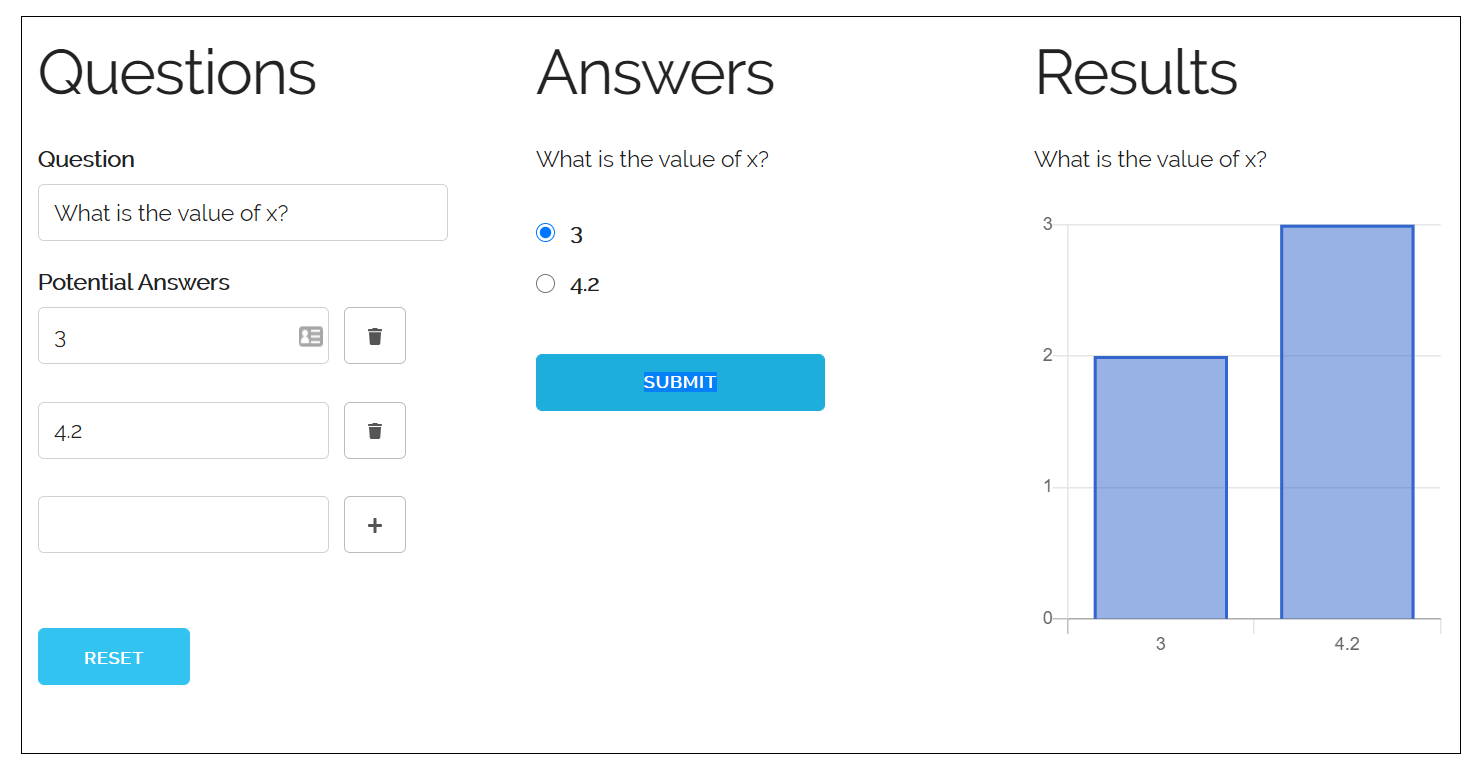 Questions
Question
What is the value of x?
Potential Answers
3
4.2
+
RESET
Answers
What is the value of x?
3
4.2
SUBMIT
Results
What is the value of x?
3
2
1
0
3 4.2